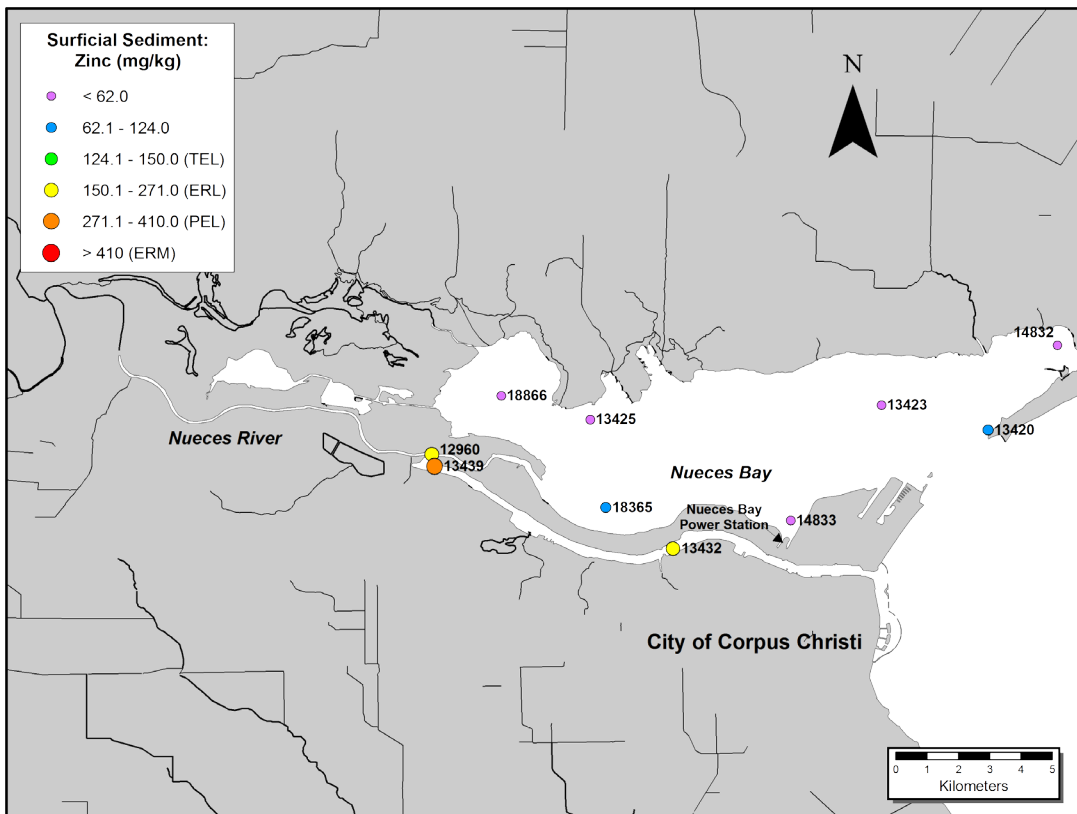 Surficial Sediment:
Zinc (mg/kg)
< 62.0
62.1 - 124.0
124.1 - 150.0 (TEL)
150.1 - 271.0 (ERL)
271.1 - 410.0 (PEL)
> 410 (ERM)
N
14832
18866
13425
13423
13420
Nueces River
12960
13439
Nueces Bay
18365
Nueces Bay
Power Station
14833
13432
City of Corpus Christi
0 1 2 3 4 5
Kilometers